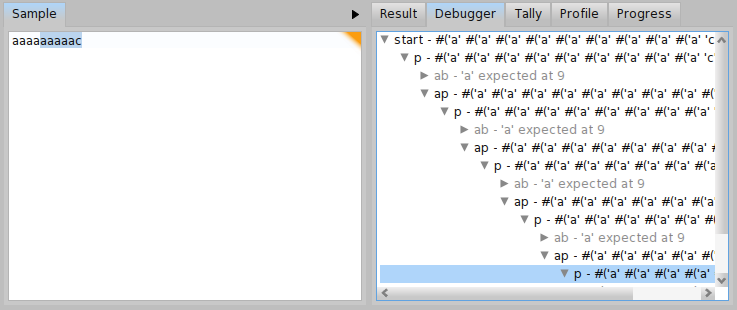 Sample
aaaaaaaaac
Result Debugger Tally Profile Progress
start - #('a' #('a' #('a' #('a' #('a' #('a' #('a' #('a' #('a' 'c
p - #('a' #('a' #('a' #('a' #('a' #('a' #('a' #('a' #('a' 'c'
ab - 'a' expected at 9
ap - #('a' #('a' #('a' #('a' #('a' #('a' #('a' #('a' #(
p - #('a' #('a' #('a' #('a' #('a' #('a' #('a' #('a'
ab - 'a' expected at 9
ap - #('a' #('a' #('a' #('a' #('a' #('a' #('a'
p - #('a' #('a' #('a' #('a' #('a' #('a' #('a
ab - 'a' expected at 9
ap - #('a' #('a' #('a' #('a' #('a' #('a
p - #('a' #('a' #('a' #('a' #('a' #(
ab - 'a' expected at 9
ap - #('a' #('a' #('a' #('a' #(
p - #('a' #('a' #('a' #('a'